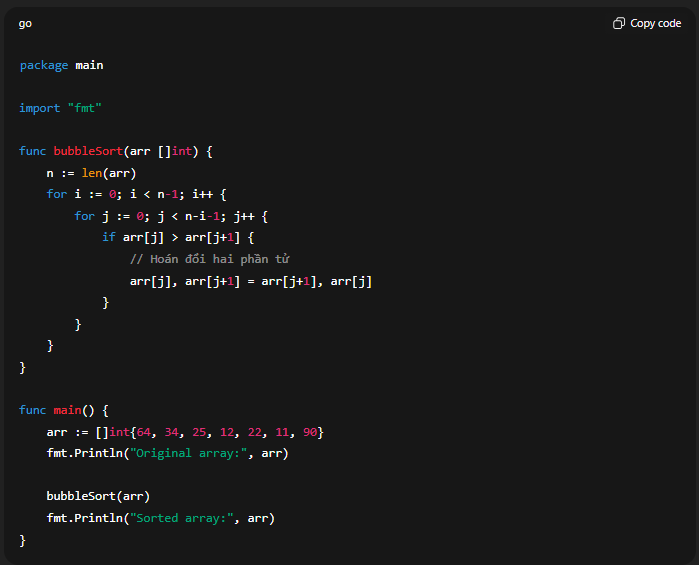 go
Copy code
package main
import "fmt"
func bubbleSort(arr []int) {
n := len(arr)
for i := 0; i < n-1; i++ {
for j := 0; j < n-i-1; j++ {
if arr[j] > arr[j+1] {
// Hoán đổi hai phần tử
arr[j], arr[j+1] = arr[j+1], arr[j]
}
}
}
}
func main() {
arr := []int{64, 34, 25, 12, 22, 11, 90}
fmt.Println("Original array:", arr)
bubbleSort(arr)
fmt.Println("Sorted array:", arr)
}